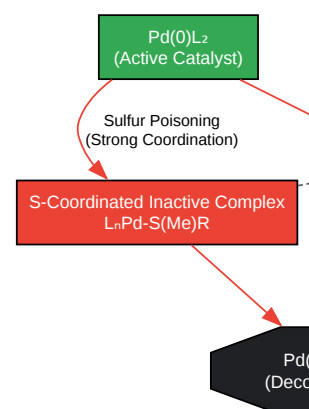 Pd(0)L₂
(Active Catalyst)
Sulfur Poisoning
(Strong Coordination)
S-Coordinated Inactive Complex
LₙPd-S(Me)R